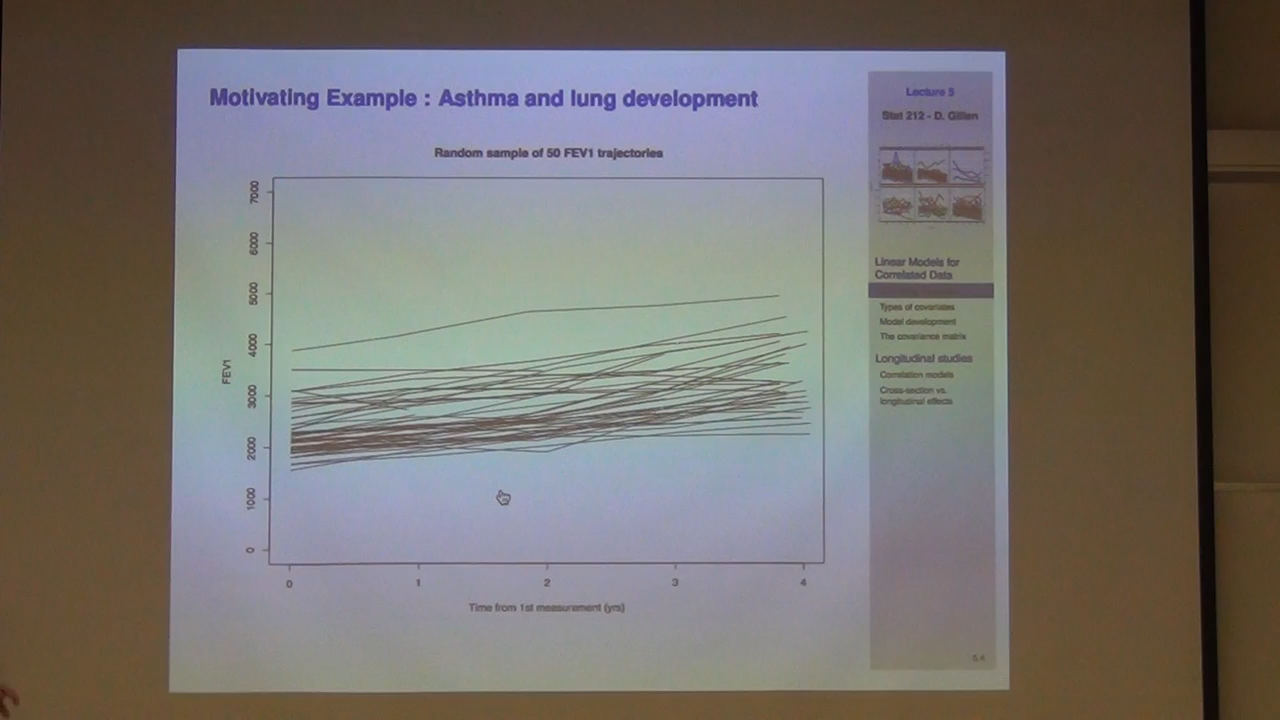 Motivating Example : Asthma and lung development
Random sample of 50 FEV1 trajectories
7000
6000
5000
4000
3000
2000
1000
0
FEV1
0 1 2 3 4
Time from 1st measurement (yrs)
Lecture 5
Stat 212 - D. Gillen
Linear Models for
Correlated Data
Types of covariates
Model development
The covariance matrix
Longitudinal studies
Correlation models
Cross-section vs.
longitudinal effects
5.4